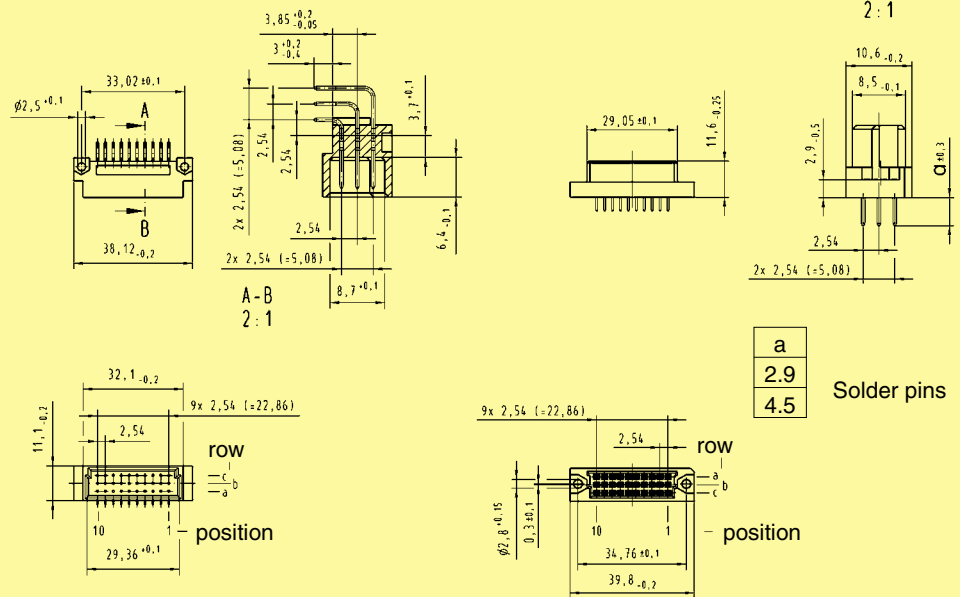 2:1
3,85 +0,2 -0,05
3 +0,2 -0,4
33,02 ±0,1
ø2,5 +0,1
A
B
38,12 -0,2
2x 2,54 (=5,08)
2,54
2,54
3,7 +0,1
6,4 -0,1
2,54
2x 2,54 (=5,08)
8,7 +0,1
A-B
2:1
29,05 ±0,1
11,6 -0,25
10,6 -0,2
8,5 -0,1
2,9 -0,5
a ±0,3
2,54
2x 2,54 (=5,08)
a
2.9
4.5
Solder pins
32,1 -0,2
9x 2,54 (=22,86)
2,54
11,1 -0,2
row
c
b
a
10
1
position
29,36 +0,1
9x 2,54 (=22,86)
2,54
row
a
b
c
ø2,8 +0,15
0,3 ±0,1
10
1
position
34,76 ±0,1
39,8 -0,2